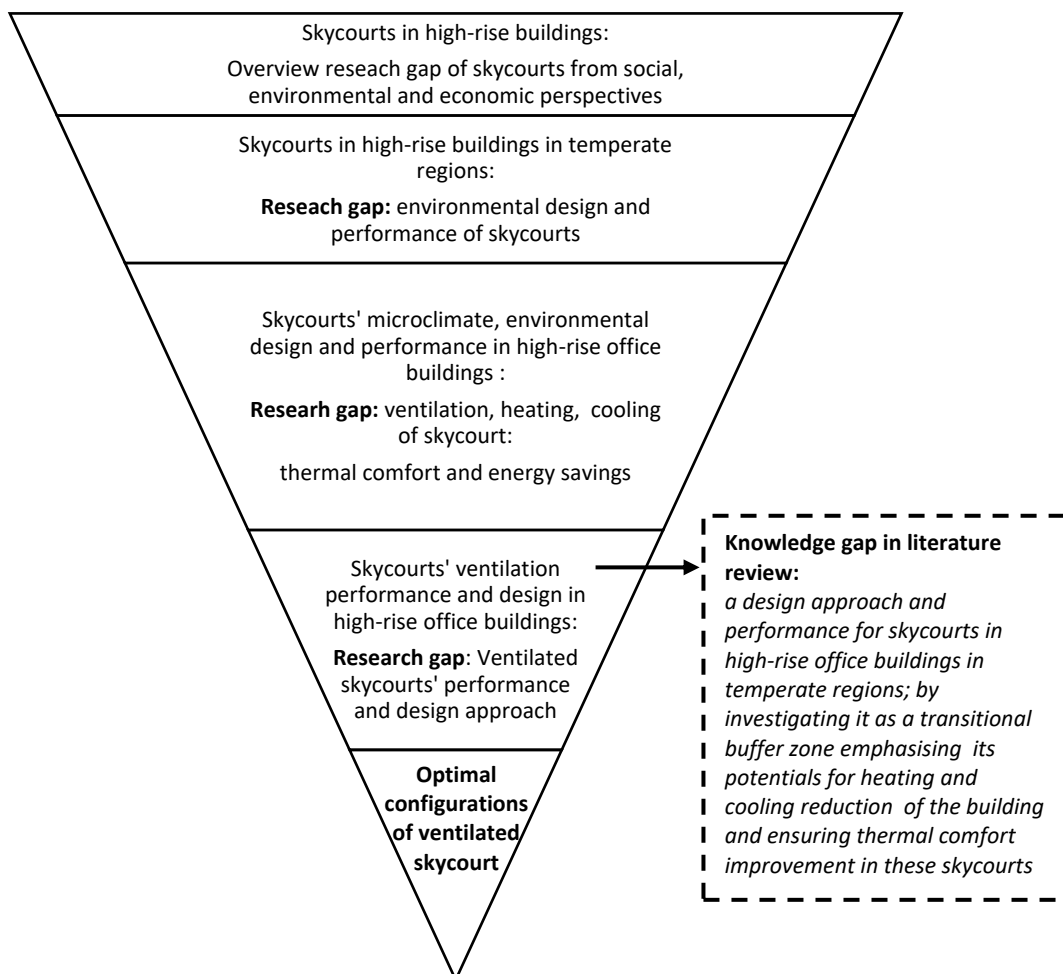 Skycourts in high-rise buildings:
Overview reseach gap of skycourts from social,
environmental and economic perspectives
Skycourts in high-rise buildings in temperate
regions:
Reseach gap: environmental design and
performance of skycourts
Skycourts' microclimate, environmental
design and performance in high-rise office
buildings :
Researh gap: ventilation, heating, cooling
of skycourt:
thermal comfort and energy savings
Skycourts' ventilation
performance and design in
high-rise office buildings:
Research gap: Ventilated
skycourts' performance
and design approach
Optimal
configurations
of ventilated
skycourt
Knowledge gap in literature
review:
a design approach and
performance for skycourts in
high-rise office buildings in
temperate regions; by
investigating it as a transitional
buffer zone emphasising its
potentials for heating and
cooling reduction of the building
and ensuring thermal comfort
improvement in these skycourts